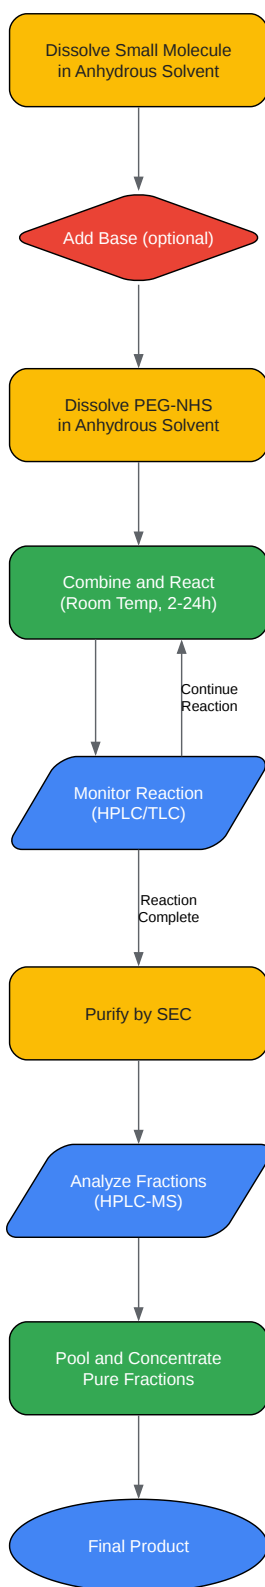 Dissolve Small Molecule
in Anhydrous Solvent
Add Base (optional)
Dissolve PEG-NHS
in Anhydrous Solvent
Combine and React
(Room Temp, 2-24h)
Continue
Reaction
Monitor Reaction
(HPLC/TLC)
Reaction
Complete
Purify by SEC
Analyze Fractions
(HPLC-MS)
Pool and Concentrate
Pure Fractions
Final Product